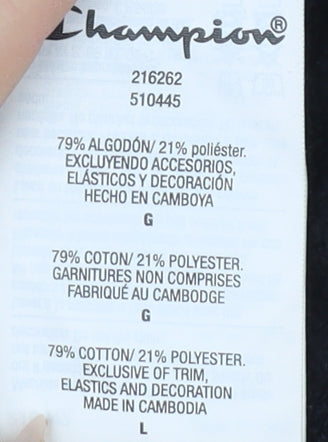 Champion®
216262
510445
79% ALGODÓN/ 21% poliéster.
EXCLUYENDO ACCESORIOS,
ELÁSTICOS Y DECORACIÓN
HECHO EN CAMBOYA
G
79% COTON/ 21% POLYESTER.
GARNITURES NON COMPRISES
FABRIQUÉ AU CAMBODGE
G
79% COTTON/ 21% POLYESTER.
EXCLUSIVE OF TRIM,
ELASTICS AND DECORATION
MADE IN CAMBODIA
L